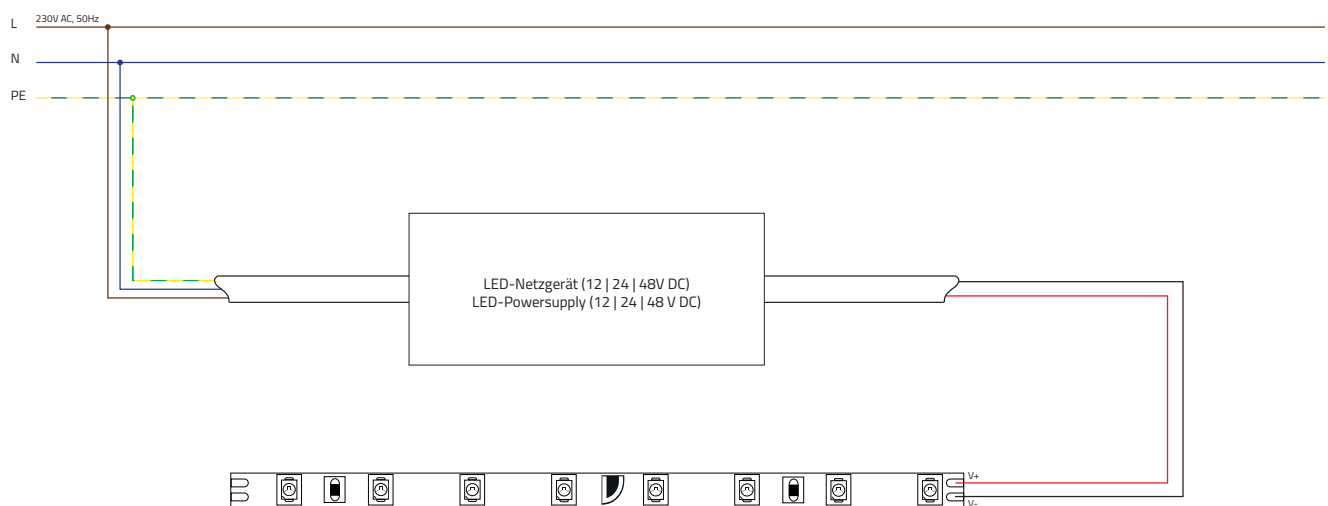 230V AC, 50Hz
L
N
PE
LED-Netzgerät (12 | 24 | 48V DC)
LED-Powersupply (12 | 24 | 48 V DC)
V+
V-